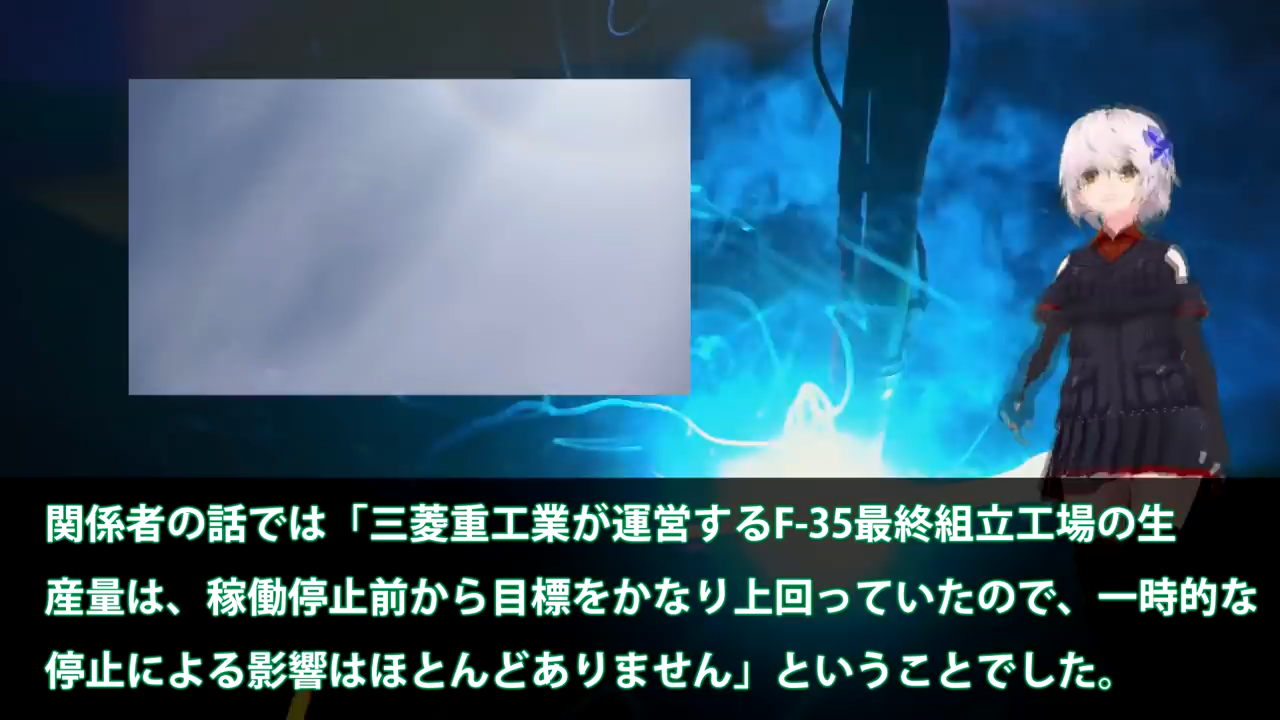 関係者の話では「三菱重工業が運営するF-35最終組立工場の生
産量は、稼働停止前から目標をかなり上回っていたので、一時的な
停止による影響はほとんどありません」ということでした。